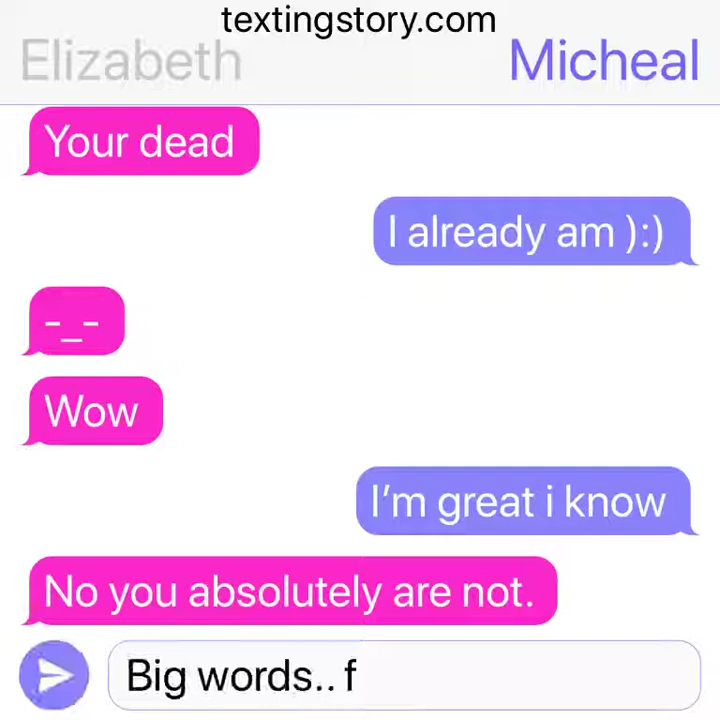 textingstory.com
Elizabeth Micheal
Your dead
I already am ):)
-_-
Wow
I'm great i know
No you absolutely are not.
Big words.. f